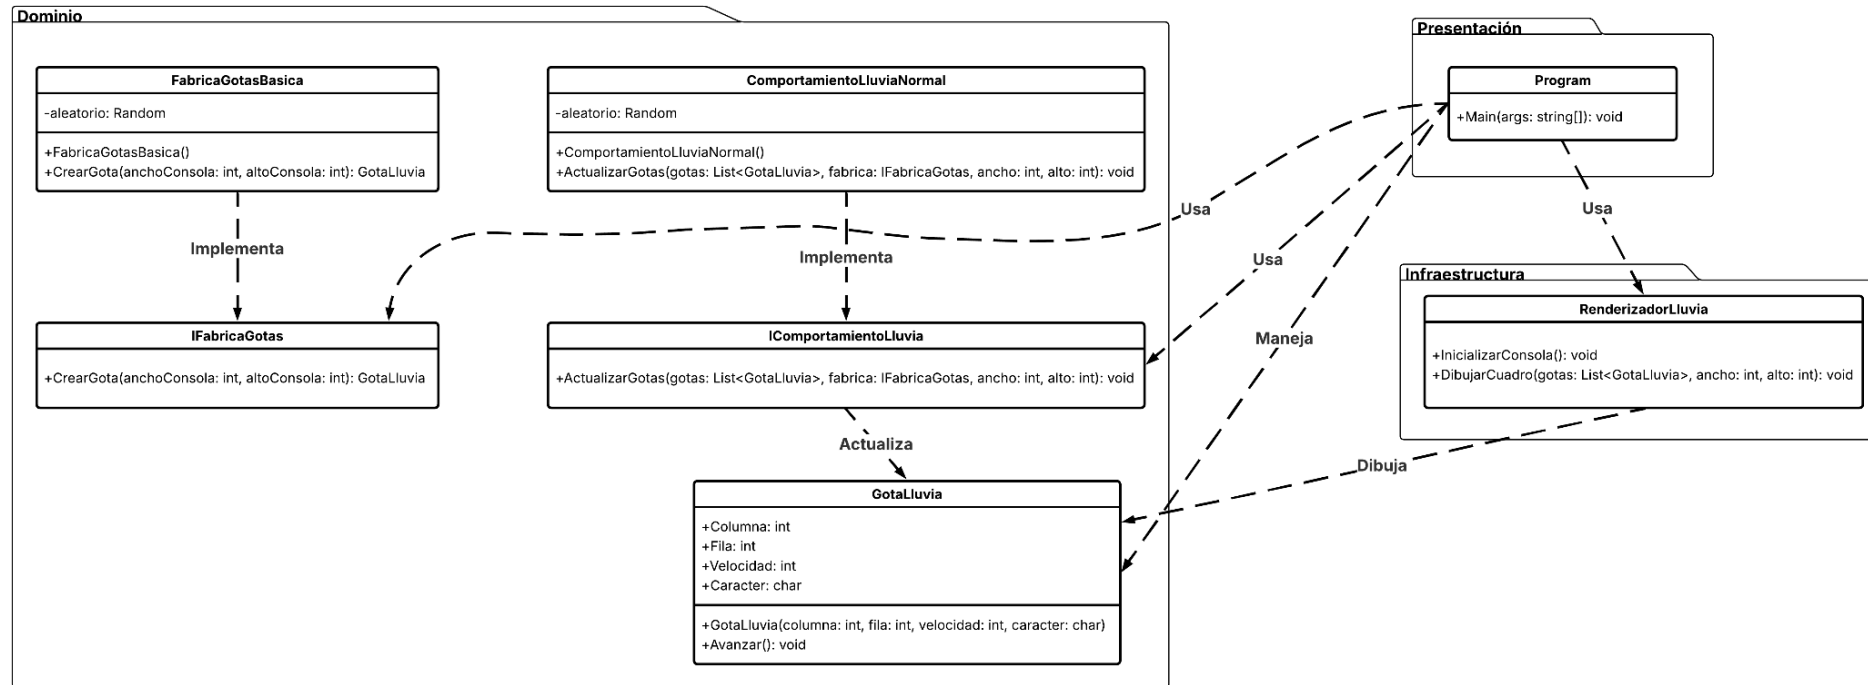 Dominio
FabricaGotasBasica
-aleatorio: Random
+FabricaGotasBasica()
+CrearGota(anchoConsola: int, altoConsola: int): GotaLluvia
ComportamientoLluviaNormal
-aleatorio: Random
+ComportamientoLluviaNormal()
+ActualizarGotas(gotas: List<GotaLluvia>, fabrica: IFabricaGotas, ancho: int, alto: int): void
Presentación
Program
+Main(args: string[]): void
Usa
Usa
Implementa
Implementa
Usa
Maneja
IFabricaGotas
+CrearGota(anchoConsola: int, altoConsola: int): GotaLluvia
IComportamientoLluvia
+ActualizarGotas(gotas: List<GotaLluvia>, fabrica: IFabricaGotas, ancho: int, alto: int): void
Infraestructura
RenderizadorLluvia
+InicializarConsola(): void
+DibujarCuadro(gotas: List<GotaLluvia>, ancho: int, alto: int): void
Actualiza
Dibuja
GotaLluvia
+Columna: int
+Fila: int
+Velocidad: int
+Caracter: char
+GotaLluvia(columna: int, fila: int, velocidad: int, caracter: char)
+Avanzar(): void